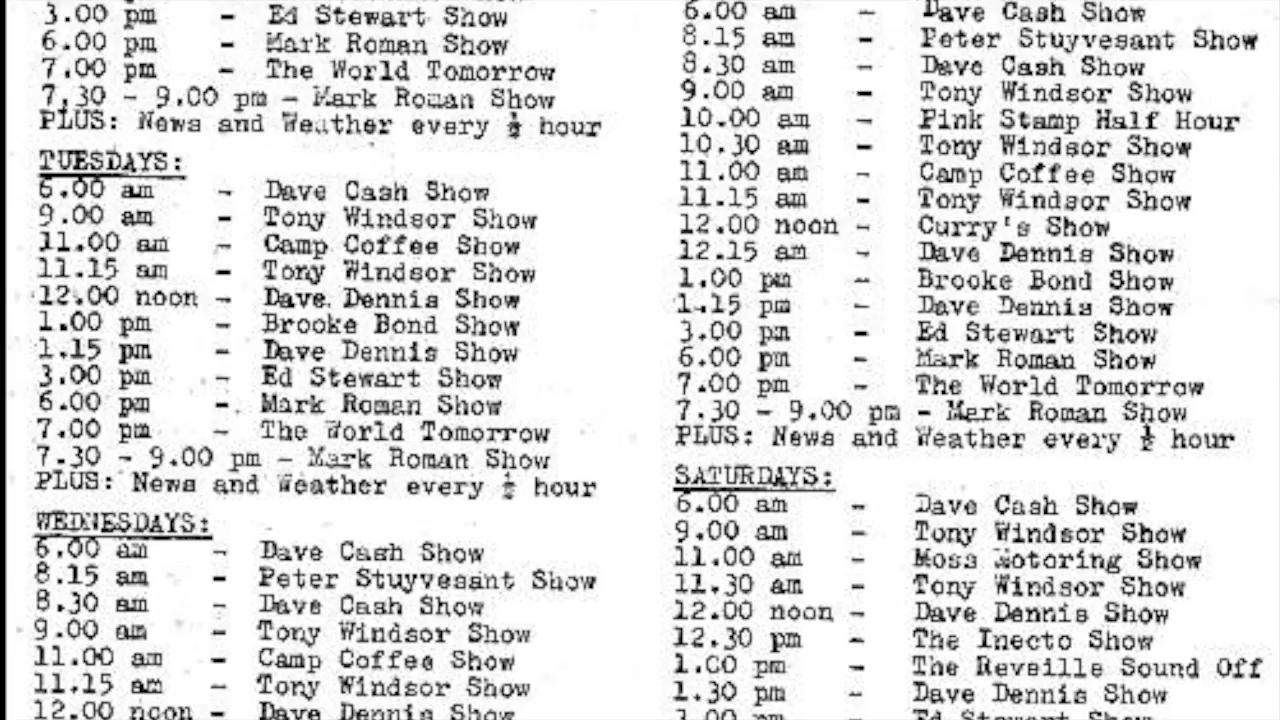 3.00 pm - Ed Stewart Show
6.00 pm - Mark Roman Show
7.00 pm - The World Tomorrow
7.30 - 9.00 pm - Mark Roman Show
PLUS: News and Weather every ½ hour
TUESDAYS:
6.00 am - Dave Cash Show
9.00 am - Tony Windsor Show
11.00 am - Camp Coffee Show
11.15 am - Tony Windsor Show
12.00 noon - Dave Dennis Show
1.00 pm - Brooke Bond Show
1.15 pm - Dave Dennis Show
3.00 pm - Ed Stewart Show
6.00 pm - Mark Roman Show
7.00 pm - The World Tomorrow
7.30 - 9.00 pm - Mark Roman Show
PLUS: News and Weather every ½ hour
WEDNESDAYS:
6.00 am - Dave Cash Show
8.15 am - Peter Stuyvesant Show
8.30 am - Dave Cash Show
9.00 am - Tony Windsor Show
11.00 am - Camp Coffee Show
11.15 am - Tony Windsor Show
12.00 noon - Dave Dennis Show
6.00 am - Dave Cash Show
8.15 am - Peter Stuyvesant Show
8.30 am - Dave Cash Show
9.00 am - Tony Windsor Show
10.00 am - Pink Stamp Half Hour
10.30 am - Tony Windsor Show
11.00 am - Camp Coffee Show
11.15 am - Tony Windsor Show
12.00 noon - Curry's Show
12.15 am - Dave Dennis Show
1.00 pm - Brooke Bond Show
1.15 pm - Dave Dennis Show
3.00 pm - Ed Stewart Show
6.00 pm - Mark Roman Show
7.00 pm - The World Tomorrow
7.30 - 9.00 pm - Mark Roman Show
PLUS: News and Weather every ½ hour
SATURDAYS:
6.00 am - Dave Cash Show
9.00 am - Tony Windsor Show
11.00 am - Moss Motoring Show
11.30 am - Tony Windsor Show
12.00 noon - Dave Dennis Show
12.30 pm - The Inecto Show
1.00 pm - The Reveille Sound Off
1.30 pm - Dave Dennis Show
3.00 pm - Ed Stewart Show